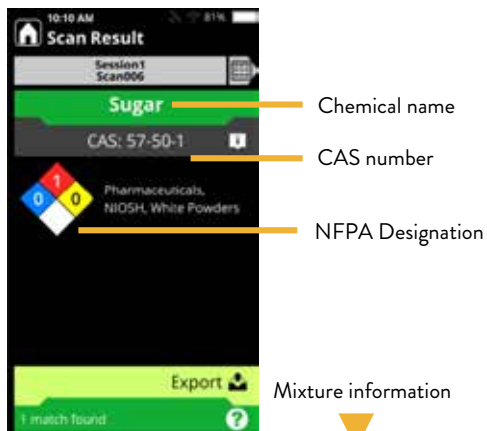 10:10 AM
81%
Scan Result
Session1
Scan006
Sugar
Chemical name
CAS: 57-50-1
CAS number
1
0
0
Pharmaceuticals,
NIOSH, White Powders
NFPA Designation
Export
Mixture information
1 match found
?